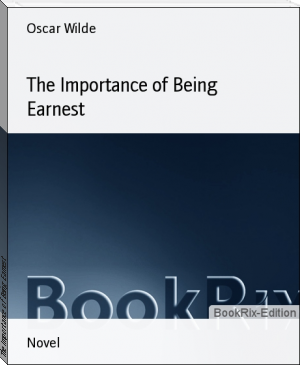 Oscar Wilde
The Importance of Being
Earnest
BookRix
BookRix-Edition
Novel
The Importance of Being Earnest